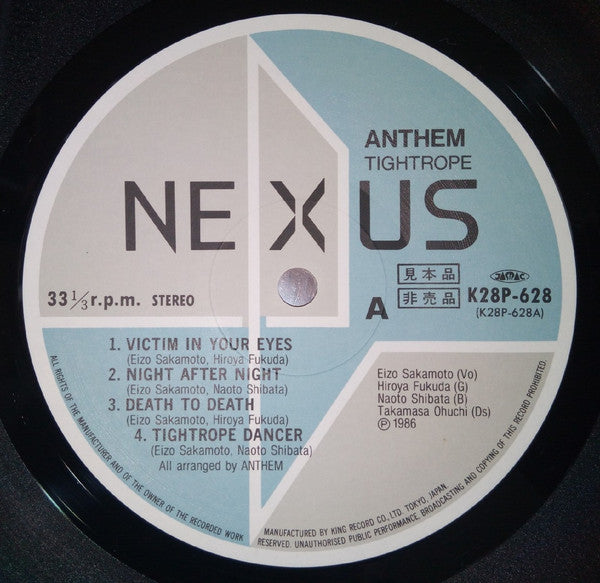 ANTHEM
TIGHTROPE
NEXUS
33 1/3 r.p.m. STEREO
A
見本品
非売品
JASRAC
K28P-628
(K28P-628A)
1. VICTIM IN YOUR EYES
(Eizo Sakamoto, Hiroya Fukuda)
2. NIGHT AFTER NIGHT
(Eizo Sakamoto, Naoto Shibata)
3. DEATH TO DEATH
(Eizo Sakamoto, Hiroya Fukuda)
4. TIGHTROPE DANCER
(Eizo Sakamoto, Naoto Shibata)
All arranged by ANTHEM
Eizo Sakamoto (Vo)
Hiroya Fukuda (G)
Naoto Shibata (B)
Takamasa Ohuchi (Ds)
Ⓟ 1986
ALL RIGHTS OF THE MANUFACTURER AND OF THE OWNER OF THE RECORDED WORK
RESERVED. UNAUTHORISED PUBLIC PERFORMANCE, BROADCASTING AND COPYING OF THIS RECORD PROHIBITED.
MANUFACTURED BY KING RECORD CO., LTD. TOKYO, JAPAN